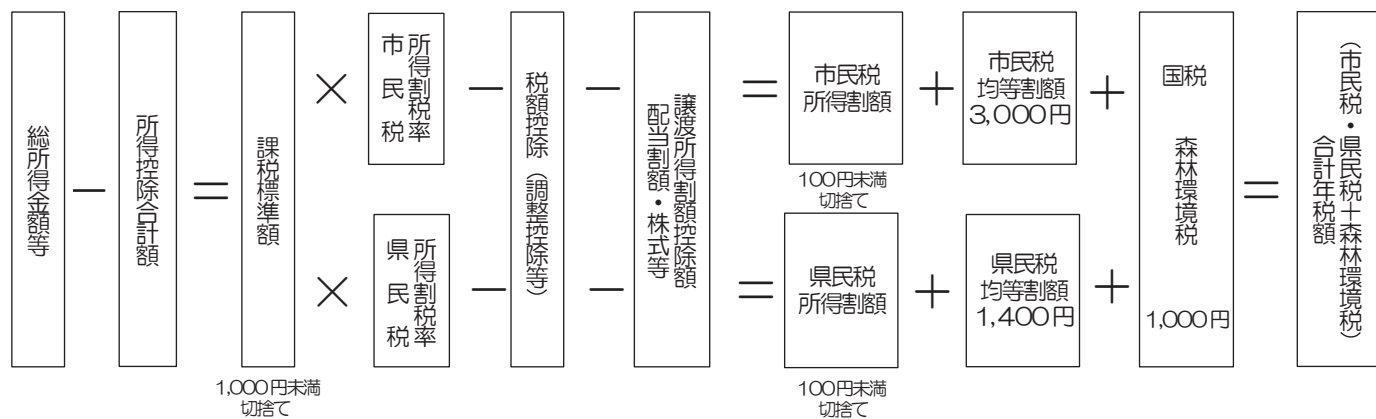 総所得金額等
－
所得控除合計額
＝
課税標準額
1,000円未満
切捨て
×
市民税
所得割税率
×
県民税
所得割税率
－
－
税額控除（調整控除等）
－
－
配当割額・株式等
譲渡所得割額控除額
＝
市民税
所得割額
100円未満
切捨て
＋
市民税
均等割額
3,000円
＋
＝
県民税
所得割額
100円未満
切捨て
＋
県民税
均等割額
1,400円
＋
国税
森林環境税
1,000円
＝
（市民税・県民税＋森林環境税）
合計年税額